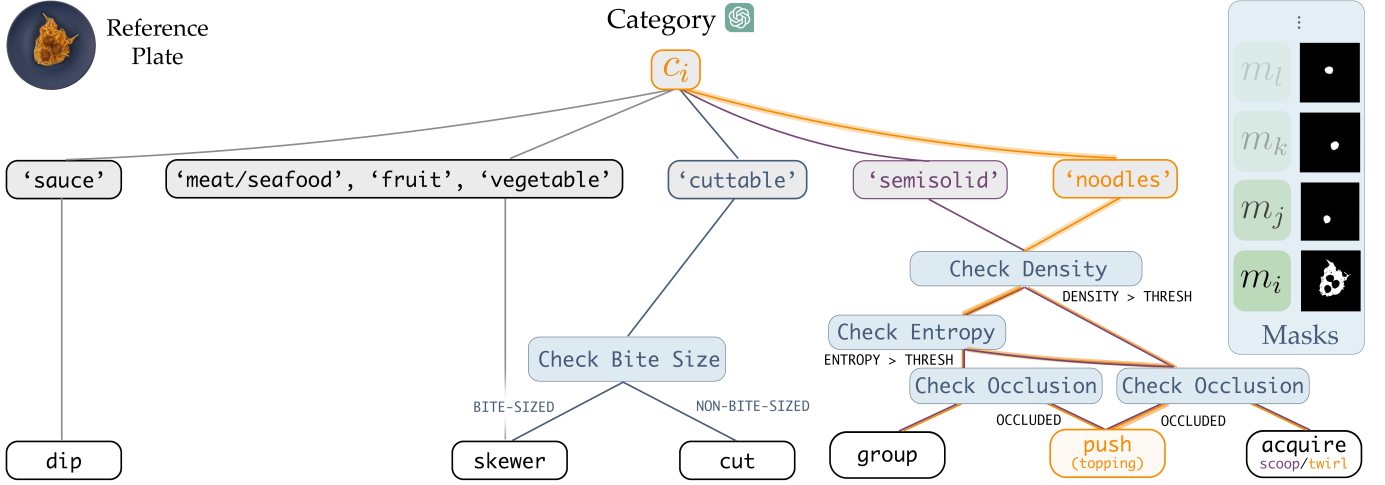 Reference
Plate
Category
c_i
‘sauce’
‘meat/seafood’, ‘fruit’, ‘vegetable’
‘cuttable’
‘semisolid’
‘noodles’
Check Density
DENSITY > THRESH
Check Entropy
ENTROPY > THRESH
Check Bite Size
Check Occlusion
Check Occlusion
BITE-SIZED
NON-BITE-SIZED
OCCLUDED
OCCLUDED
dip
skewer
cut
group
push
(topping)
acquire
scoop/twirl
⋮
m_l
m_k
m_j
m_i
Masks